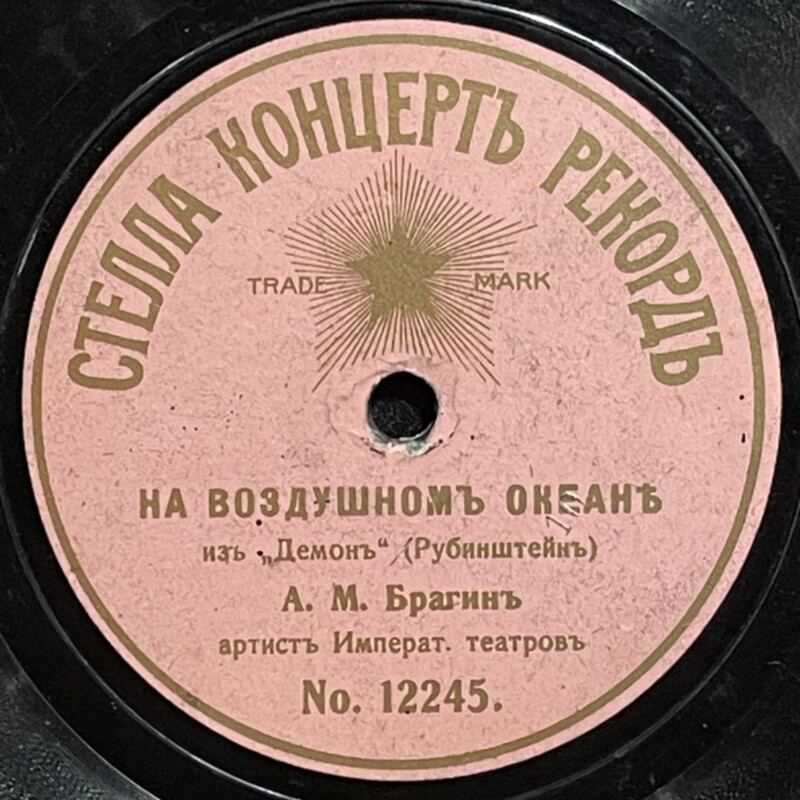 СТЕЛЛА КОНЦЕРТЪ РЕКОРДЪ
TRADE MARK
НА ВОЗДУШНОМЪ ОКЕАНѢ
изъ „Демонъ“ (Рубинштейнъ)
А. М. Брагинъ
артистъ Императ. театровъ
No. 12245.